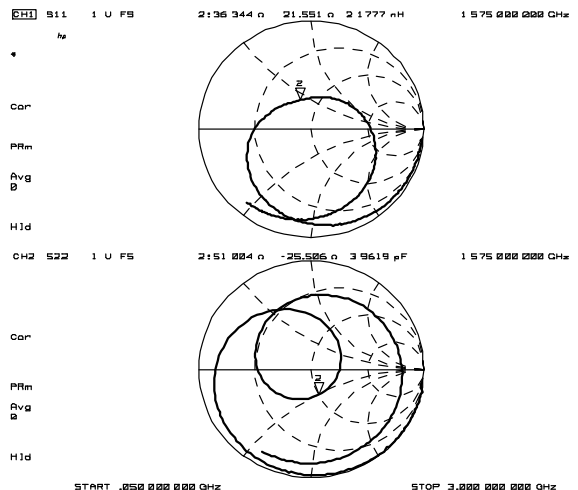 CH1 S11 1 U FS 2:36 344 Ω 21.551 Ω 2 1777 nH 1 575 000 000 GHz
hp
Cor
2
PRm
Avg
0
Hld
CH2 S22 1 U FS 2:51 004 Ω -25.506 Ω 3 9619 pF 1 575 000 000 GHz
Cor
PRm
2
Avg
0
Hld
START .050 000 000 GHz STOP 3.000 000 000 GHz